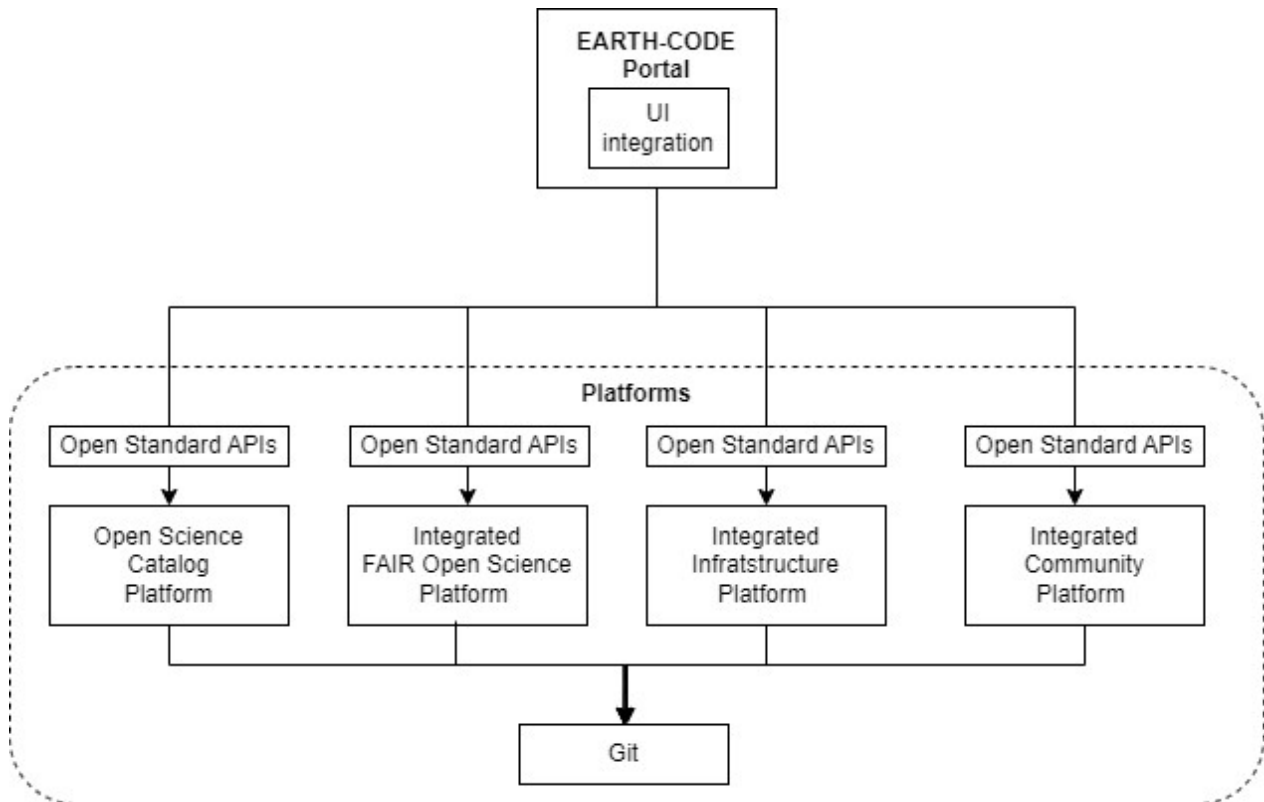 EARTH-CODE
Portal
UI
integration
Platforms
Open Standard APIs
Open Standard APIs
Open Standard APIs
Open Standard APIs
Open Science
Catalog
Platform
Integrated
FAIR Open Science
Platform
Integrated
Infratstructure
Platform
Integrated
Community
Platform
Git